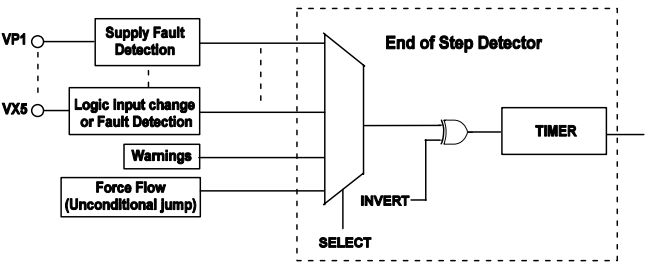 VP1
Supply Fault
Detection
End of Step Detector
VX5
Logic Input change
or Fault Detection
TIMER
Warnings
Force Flow
(Unconditional jump)
INVERT
SELECT